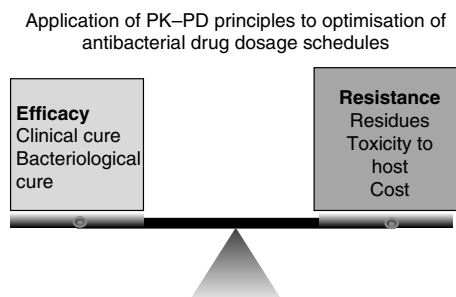 Application of PK–PD principles to optimisation of
antibacterial drug dosage schedules
Efficacy
Clinical cure
Bacteriological
cure
Resistance
Residues
Toxicity to
host
Cost